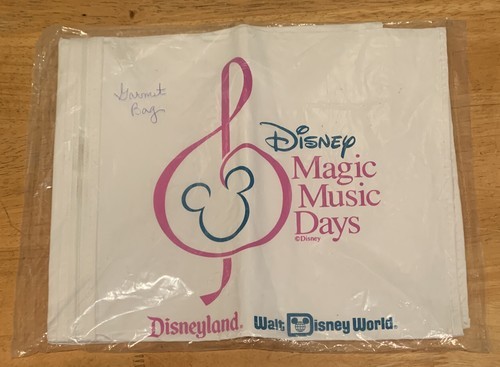 Garment
Bag
Disney
Magic
Music
Days
©Disney
Disneyland®
Walt Disney World®